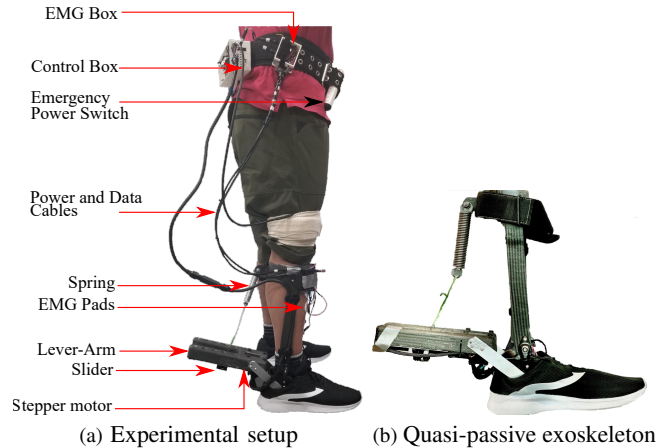 EMG Box
Control Box
Emergency
Power Switch
Power and Data
Cables
Spring
EMG Pads
Lever-Arm
Slider
Stepper motor
(a) Experimental setup
(b) Quasi-passive exoskeleton